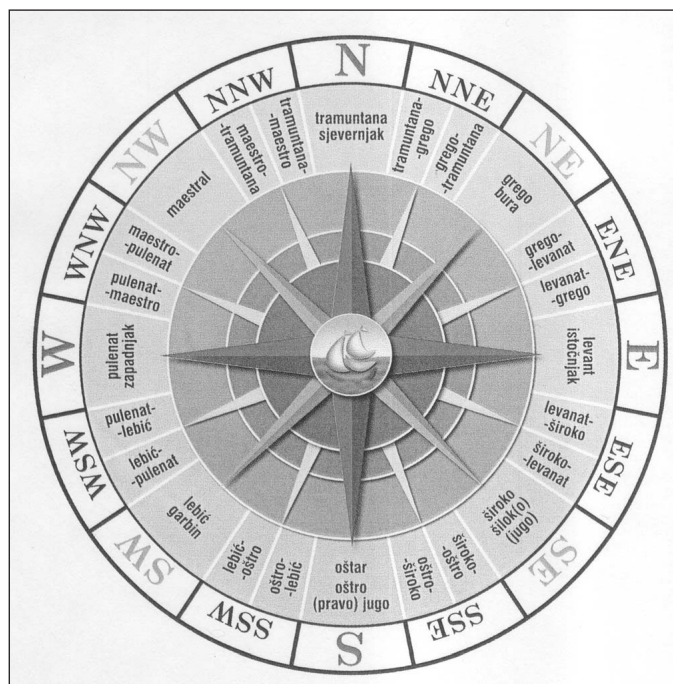 N
NNE
NE
ENE
E
ESE
SE
SSE
S
SSW
SW
WSW
W
WNW
NW
NNW
tramuntana
sjevernjak
tramuntana-
-grego
grego-
-tramuntana
grego
bura
grego-
-levanat
levanat-
-grego
levant
istočnjak
levanat-
-široko
široko-
-levanat
široko
šilok(o)
(jugo)
široko-
-oštro
oštro-
-široko
oštar
oštro
(pravo) jugo
oštro-
-lebić
lebić-
-oštro
lebić
garbin
lebić-
-pulenat
pulenat-
-lebić
pulenat
zapadnjak
pulenat-
-maestro
maestro-
-pulenat
maestral
maestro-
-tramuntana
tramuntana-
-maestro